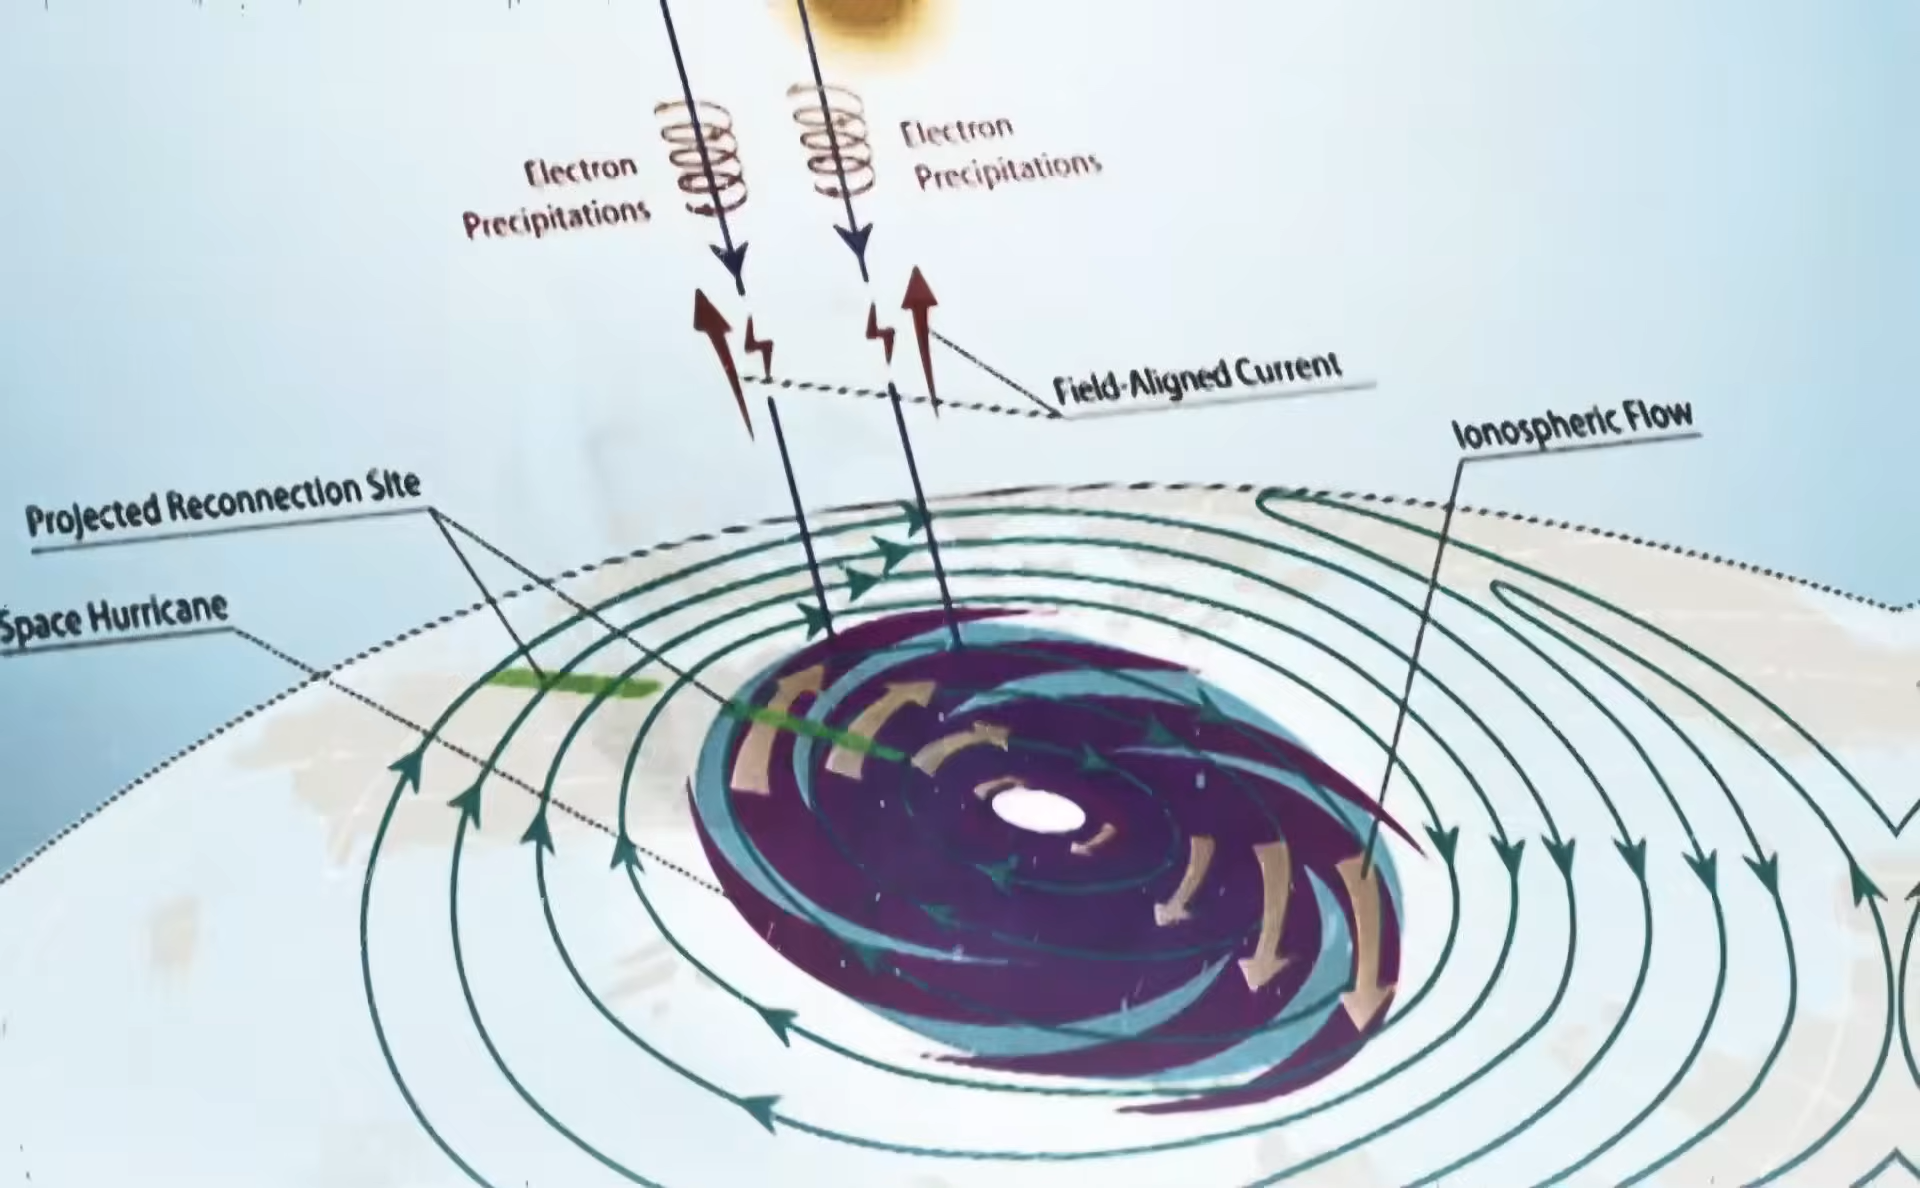 Electron
Precipitations
Electron
Precipitations
Field-Aligned Current
Ionospheric Flow
Projected Reconnection Site
Space Hurricane